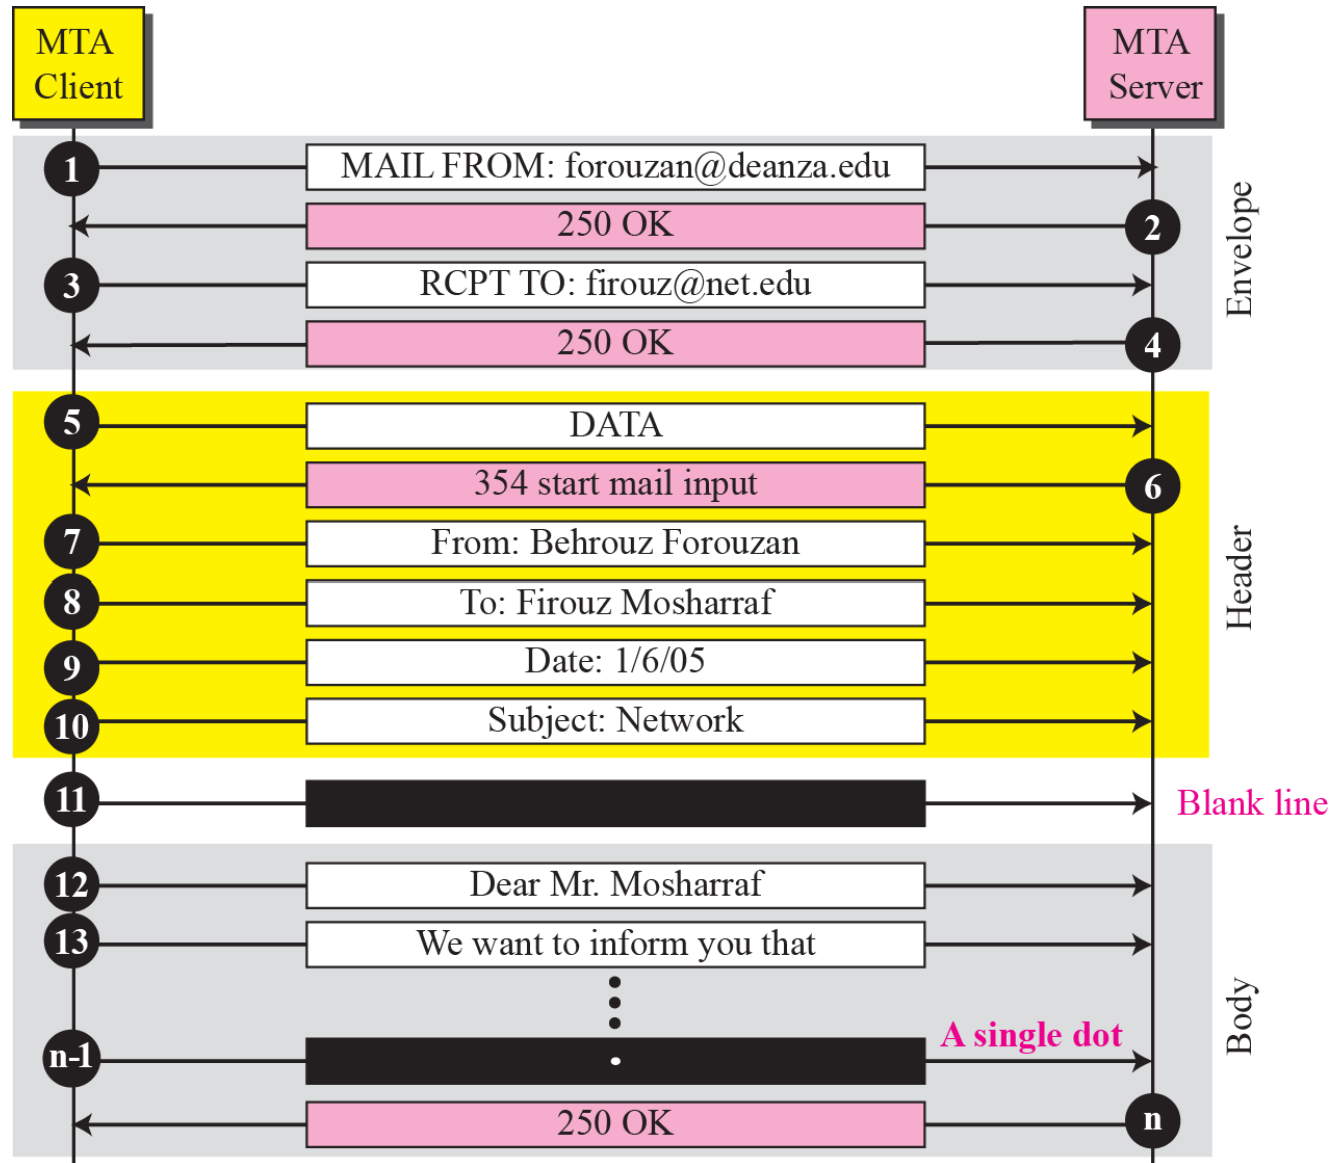 MTA
Client
MTA
Server
1
MAIL FROM: forouzan@deanza.edu
250 OK
2
3
RCPT TO: firouz@net.edu
250 OK
4
Envelope
5
DATA
354 start mail input
6
7
From: Behrouz Forouzan
8
To: Firouz Mosharraf
9
Date: 1/6/05
10
Subject: Network
Header
11
Blank line
12
Dear Mr. Mosharraf
13
We want to inform you that
n-1
.
A single dot
250 OK
n
Body